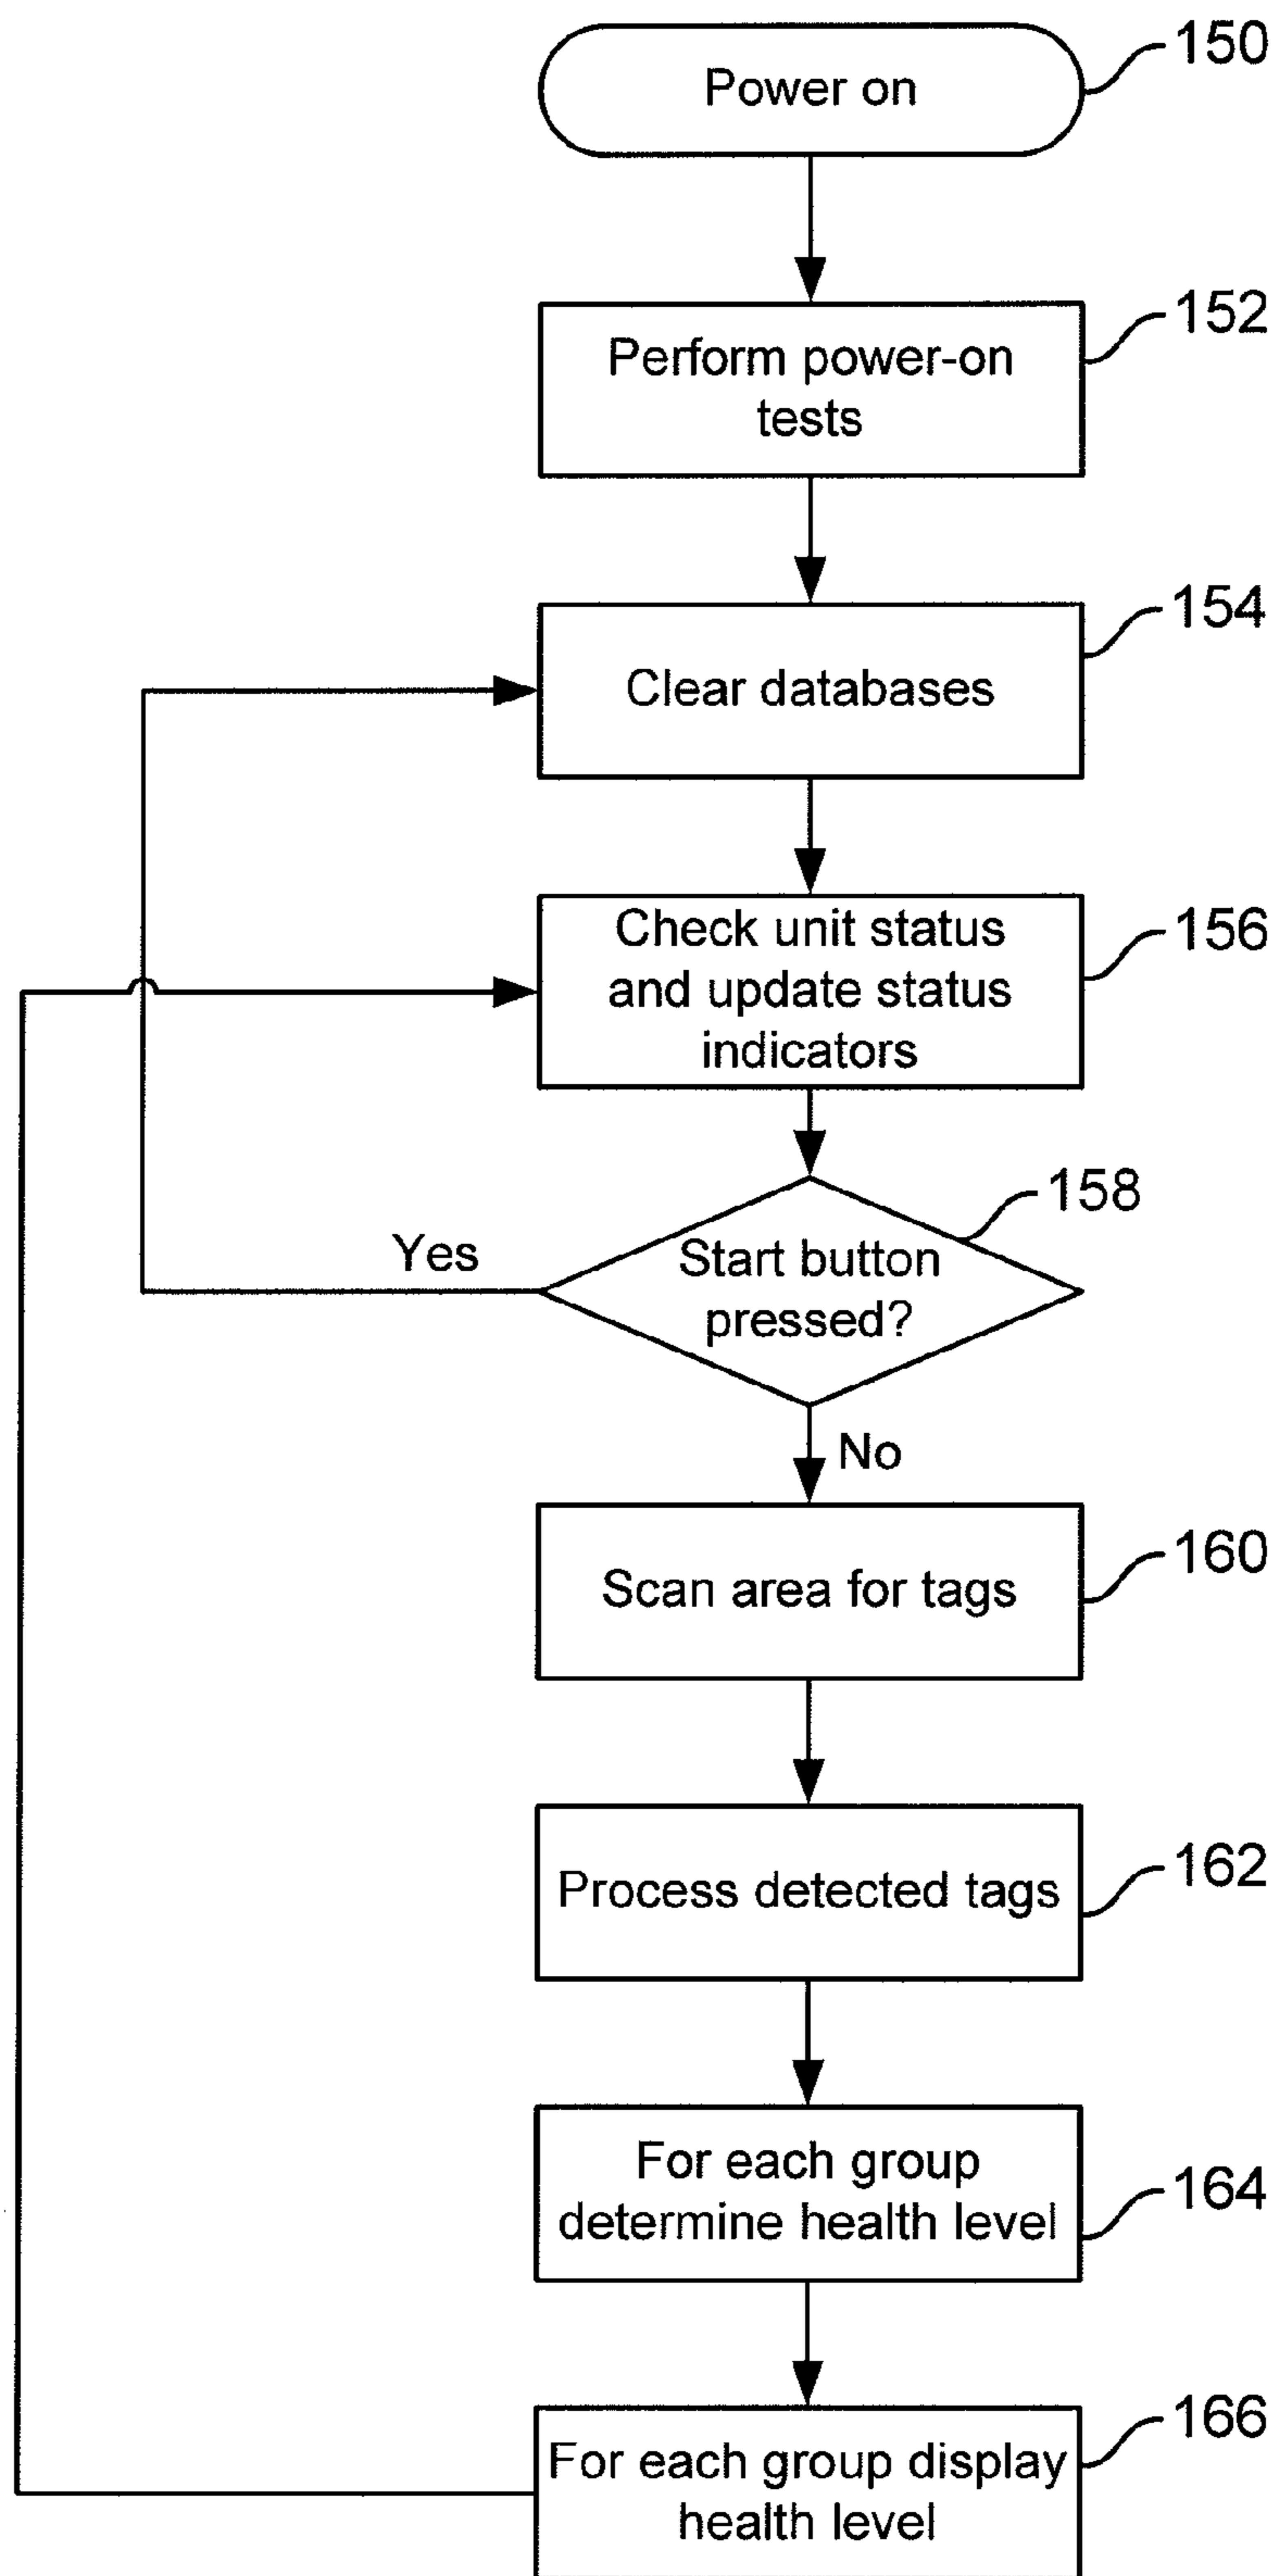 Power on
150
Perform power-on
tests
152
Clear databases
154
Check unit status
and update status
indicators
156
Start button
pressed?
158
Yes
No
Scan area for tags
160
Process detected tags
162
For each group
determine health level
164
For each group display
health level
166